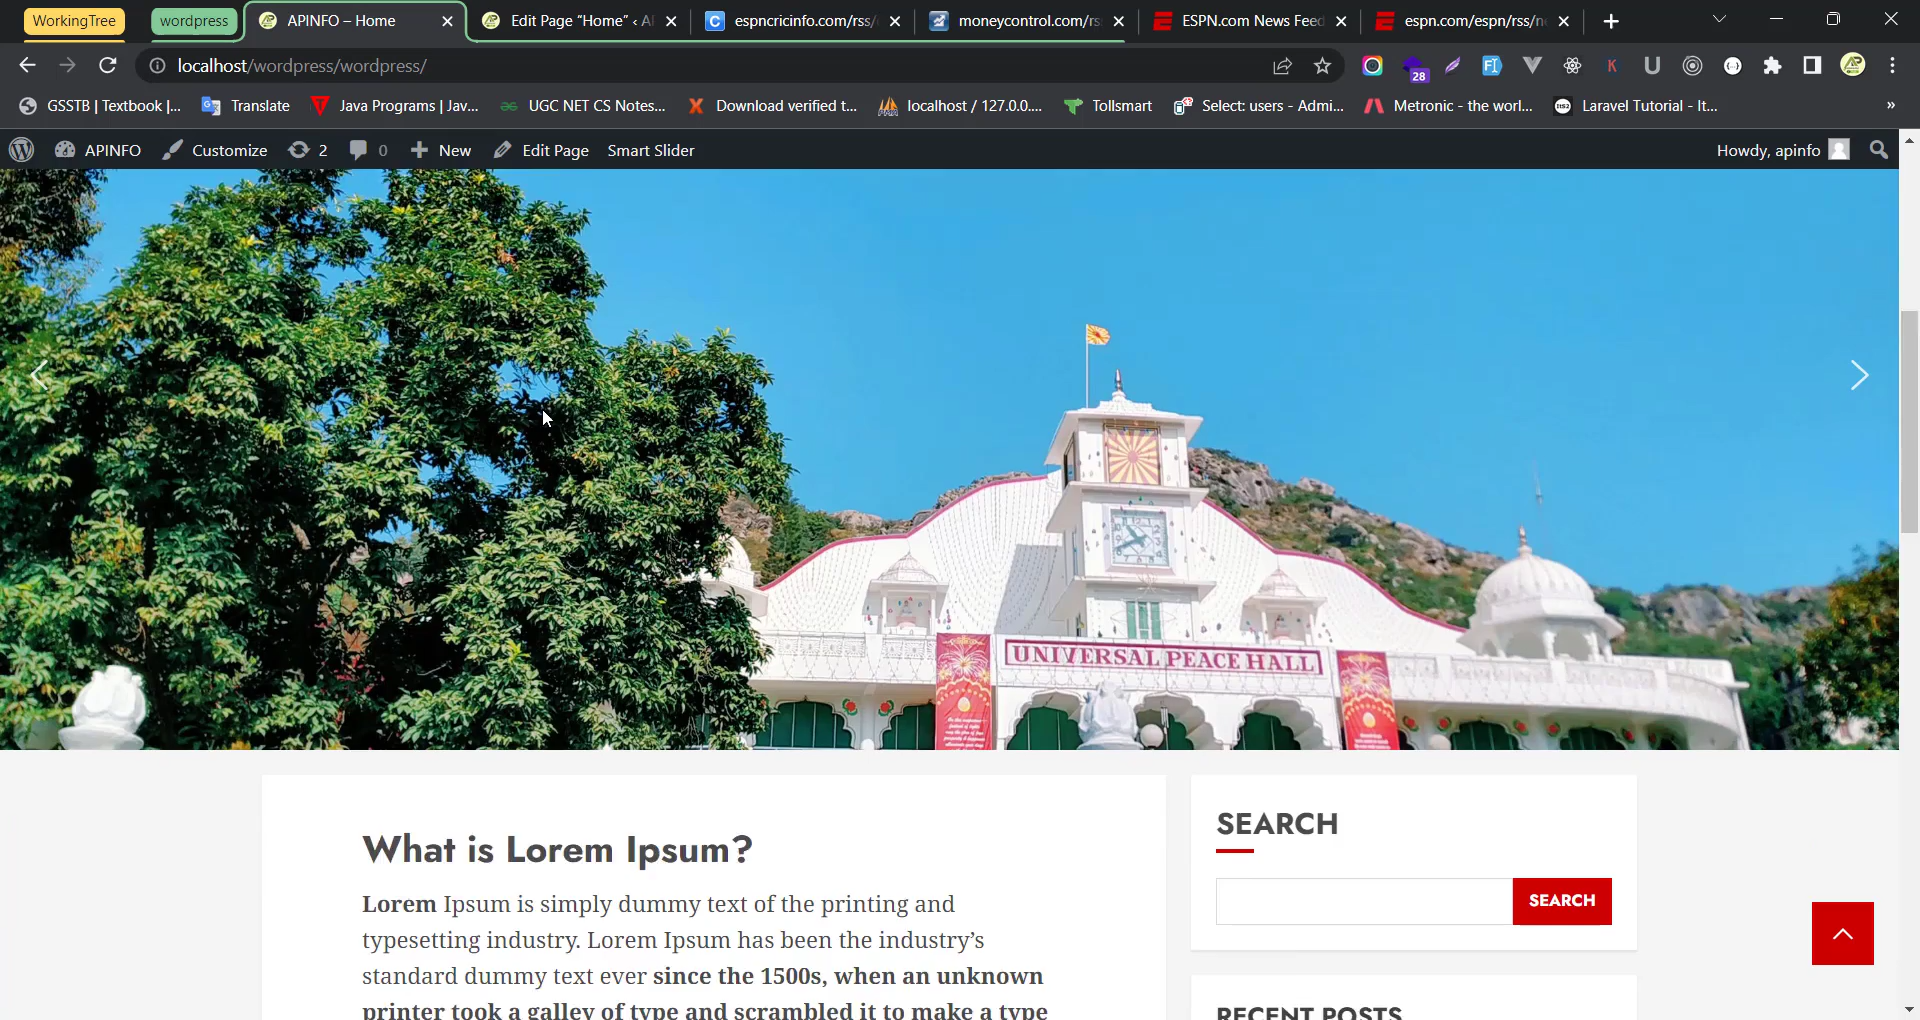 WorkingTree
wordpress
APINFO – Home
Edit Page “Home” ‹ A
espncricinfo.com/rss/
moneycontrol.com/rs
ESPN.com News Feed
espn.com/espn/rss/n
localhost/wordpress/wordpress/
28
GSSTB | Textbook |...
Translate
Java Programs | Jav...
UGC NET CS Notes...
Download verified t...
localhost / 127.0.0....
Tollsmart
Select: users - Admi...
Metronic - the worl...
Laravel Tutorial - It...
»
APINFO
Customize
2
0
New
Edit Page
Smart Slider
Howdy, apinfo
UNIVERSAL PEACE HALL
What is Lorem Ipsum?
Lorem Ipsum is simply dummy text of the printing and
typesetting industry. Lorem Ipsum has been the industry’s
standard dummy text ever since the 1500s, when an unknown
printer took a galley of type and scrambled it to make a type
SEARCH
SEARCH
RECENT POSTS